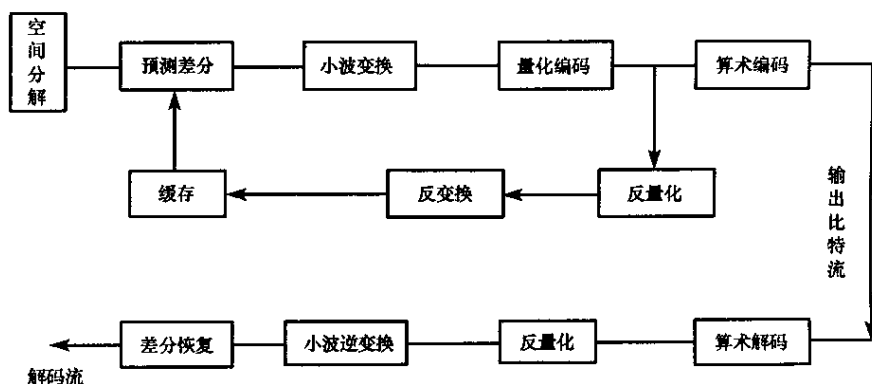 空间分解
预测差分
小波变换
量化编码
算术编码
缓存
反变换
反量化
输出比特流
差分恢复
小波逆变换
反量化
算术解码
解码流